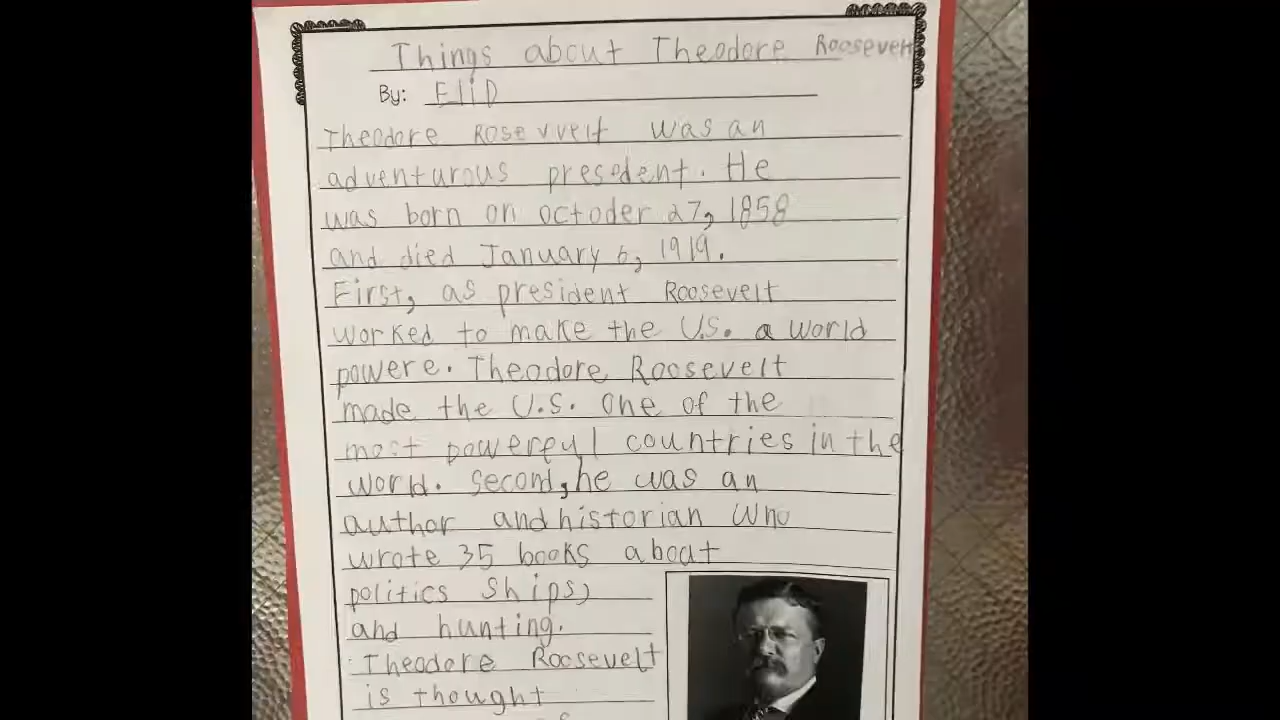 Things about Theodore Roosevelt
By: EliD
Theodore Rosevvelt was an
adventurous presedent. He
was born on octoder 27, 1858
and died January 6, 1919.
First, as president Roosevelt
worked to make the U.S. a world
powere. Theodore Roosevelt
made the U.S. one of the
most powereful countries in the
world. Second, he was an
author and historian who
wrote 35 books about
politics ships,
and hunting.
Theodore Roosevelt
is thought